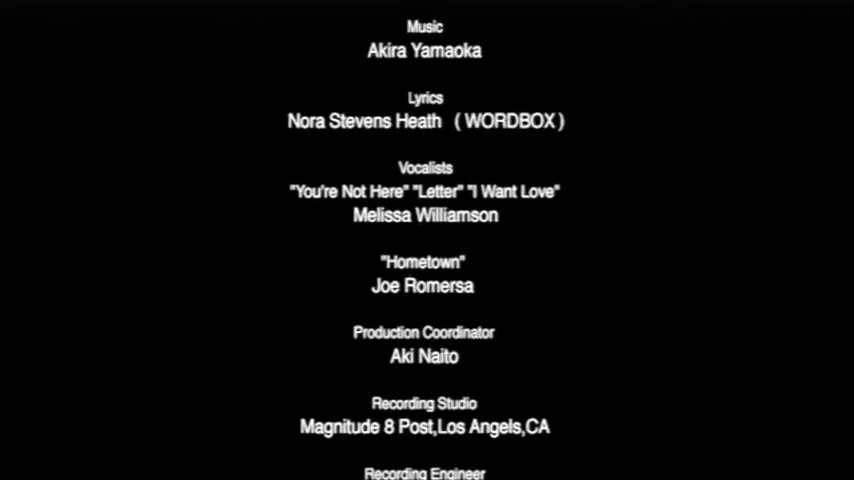 Music
Akira Yamaoka
Lyrics
Nora Stevens Heath ( WORDBOX )
Vocalists
"You're Not Here" "Letter" "I Want Love"
Melissa Williamson
"Hometown"
Joe Romersa
Production Coordinator
Aki Naito
Recording Studio
Magnitude 8 Post,Los Angels,CA
Recording Engineer